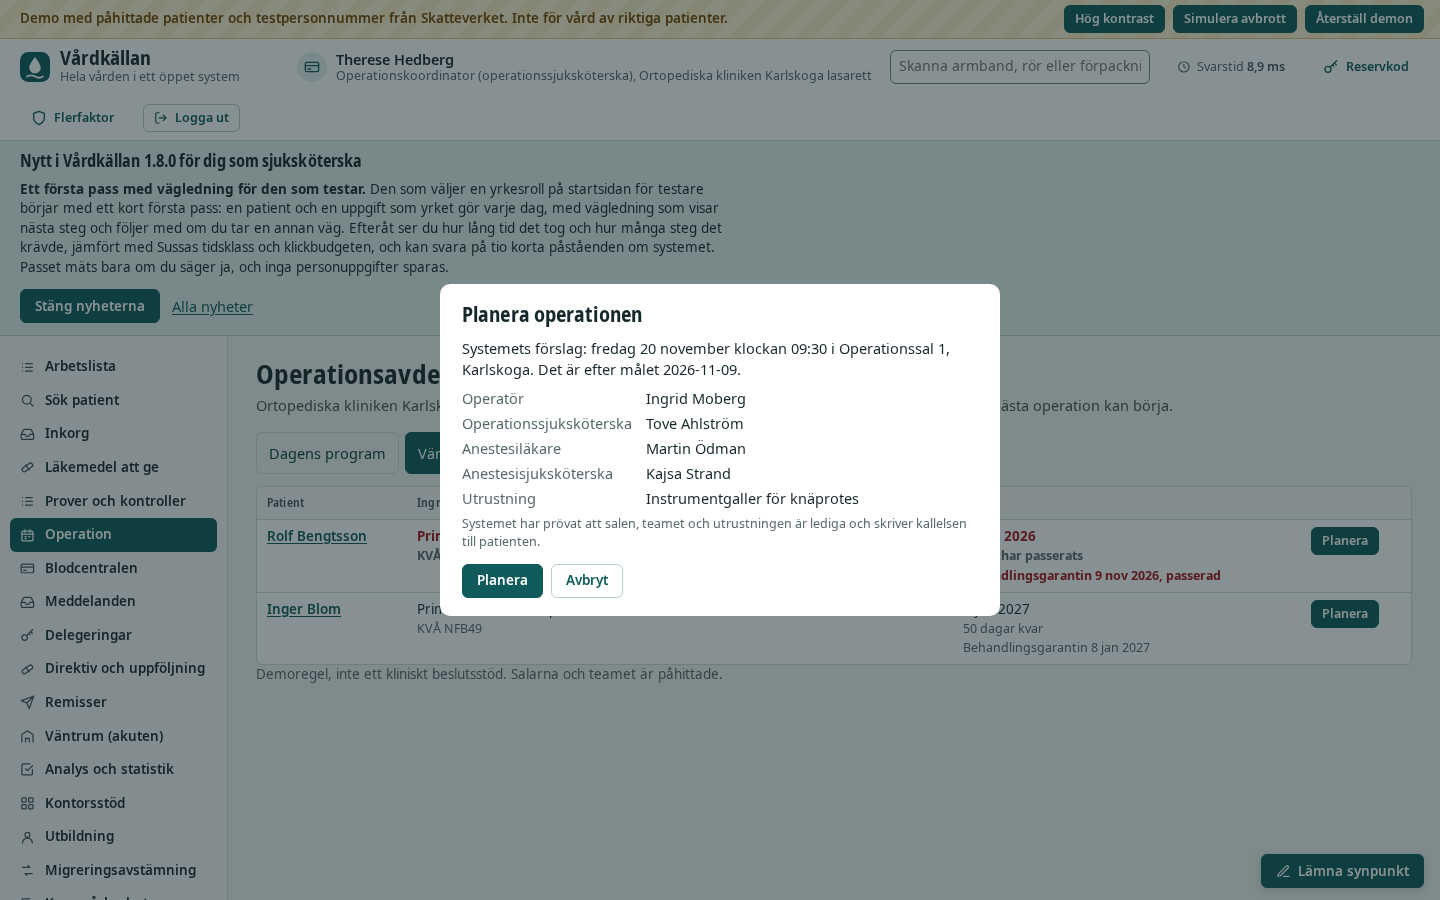 Demo med påhittade patienter och testpersonnummer från Skatteverket. Inte för vård av riktiga patienter.
Hög kontrast
Simulera avbrott
Återställ demon
Vårdkällan
Hela vården i ett öppet system
Therese Hedberg
Operationskoordinator (operationssjuksköterska), Ortopediska kliniken Karlskoga lasarett
Skanna armband, rör eller förpackni
Svarstid 8,9 ms
Reservkod
Flerfaktor
Logga ut
Nytt i Vårdkällan 1.8.0 för dig som sjuksköterska
Ett första pass med vägledning för den som testar. Den som väljer en yrkesroll på startsidan för testare
börjar med ett kort första pass: en patient och en uppgift som yrket gör varje dag, med vägledning som visar
nästa steg och följer med om du tar en annan väg. Efteråt ser du hur lång tid det tog och hur många steg det
krävde, jämfört med Sussas tidsklass och klickbudgeten, och kan svara på tio korta påståenden om systemet.
Passet mäts bara om du säger ja, och inga personuppgifter sparas.
Stäng nyheterna
Alla nyheter
Arbetslista
Sök patient
Inkorg
Läkemedel att ge
Prover och kontroller
Operation
Blodcentralen
Meddelanden
Delegeringar
Direktiv och uppföljning
Remisser
Väntrum (akuten)
Analys och statistik
Kontorsstöd
Utbildning
Migreringsavstämning
Operationsavde
Ortopediska kliniken Karlsk
ästa operation kan börja.
Dagens program
Vän
Patient
Ingr
Rolf Bengtsson
Prin
KVÅ
2026
har passerats
dlingsgarantin 9 nov 2026, passerad
Planera
Inger Blom
Prin
KVÅ NFB49
2027
50 dagar kvar
Behandlingsgarantin 8 jan 2027
Planera
Demoregel, inte ett kliniskt beslutsstöd. Salarna och teamet är påhittade.
Planera operationen
Systemets förslag: fredag 20 november klockan 09:30 i Operationssal 1,
Karlskoga. Det är efter målet 2026-11-09.
Operatör Ingrid Moberg
Operationssjuksköterska Tove Ahlström
Anestesiläkare Martin Ödman
Anestesisjuksköterska Kajsa Strand
Utrustning Instrumentgaller för knäprotes
Systemet har prövat att salen, teamet och utrustningen är lediga och skriver kallelsen
till patienten.
Planera
Avbryt
Lämna synpunkt